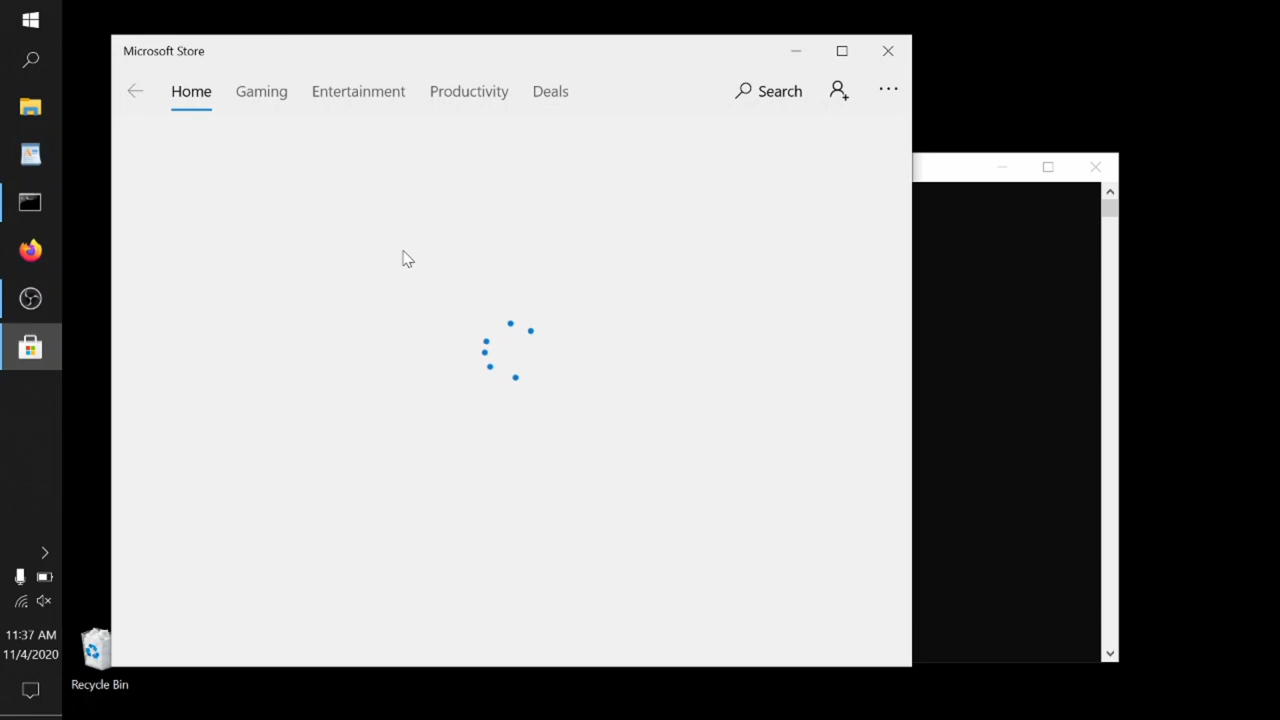 Microsoft Store
Home Gaming Entertainment Productivity Deals Search
11:37 AM
11/4/2020
Recycle Bin